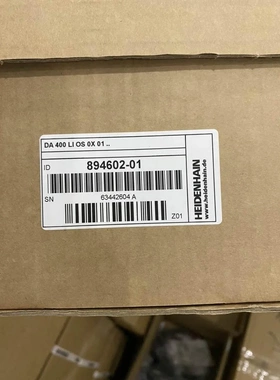 DA 400 LI OS 0X 01 ..
ID 894602-01
SN 63442604 A
Z01
HEIDENHAIN
www.heidenhain.de